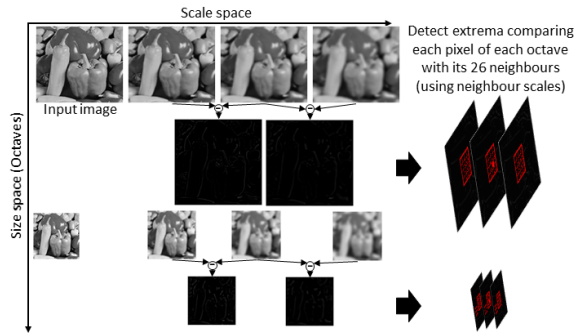 Scale space
Detect extrema comparing
each pixel of each octave
with its 26 neighbours
(using neighbour scales)
Input image
Size space (Octaves)